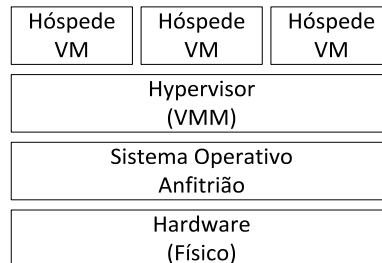 Hóspede
VM
Hóspede
VM
Hóspede
VM
Hypervisor
(VMM)
Sistema Operativo
Anfitrião
Hardware
(Físico)